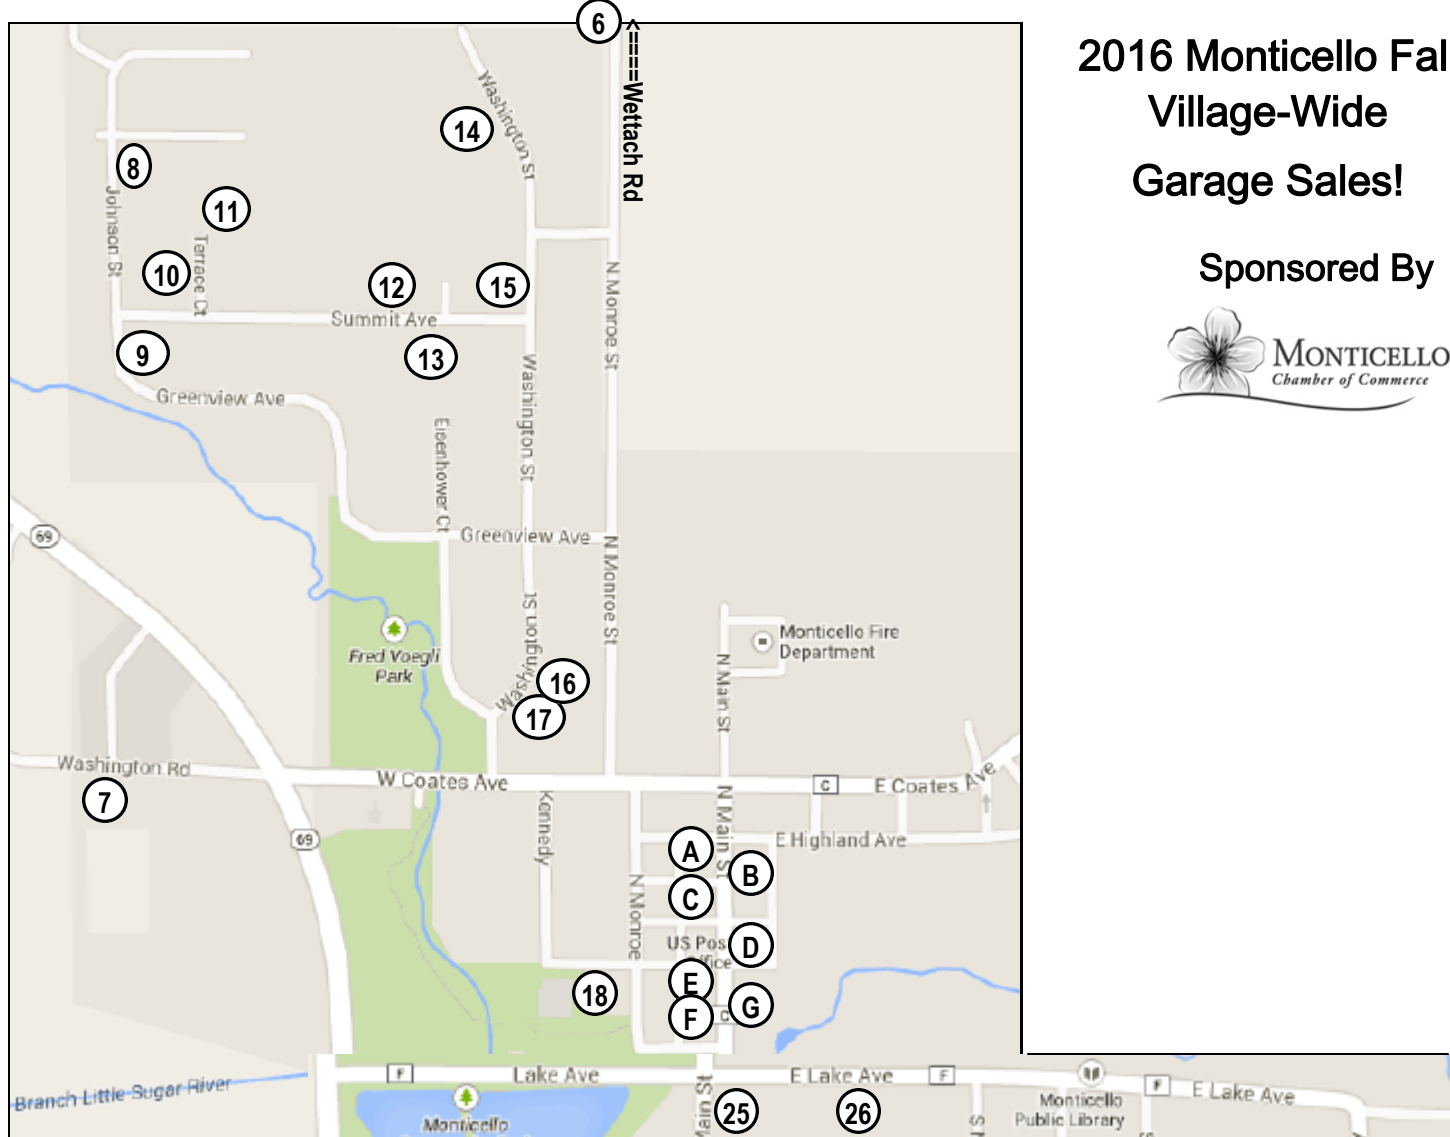 6
<====Wettach Rd
2016 Monticello Fal
Village-Wide
Garage Sales!
Sponsored By
MONTICELLO
Chamber of Commerce
Washington St
14
8
Johnson St
11
Terrace Ct
10
12
15
N Monroe St
Summit Ave
9
13
Washington St
Greenview Ave
Eisenhower Ct
69
Greenview Ave
N Monroe St
Washington St
Fred Voegli
Park
16
17
Monticello Fire
Department
N Main St
Washington Rd
7
W Coates Ave
C
E Coates Ave
Kennedy
N Main St
69
E Highland Ave
A
B
C
N Monroe
US Pos
ffice
D
E
18
F
C
G
F
Lake Ave
E Lake Ave
F
F
E Lake Ave
Branch Little Sugar River
Monticello
Main St
25
26
Monticello
Public Library
N S
S